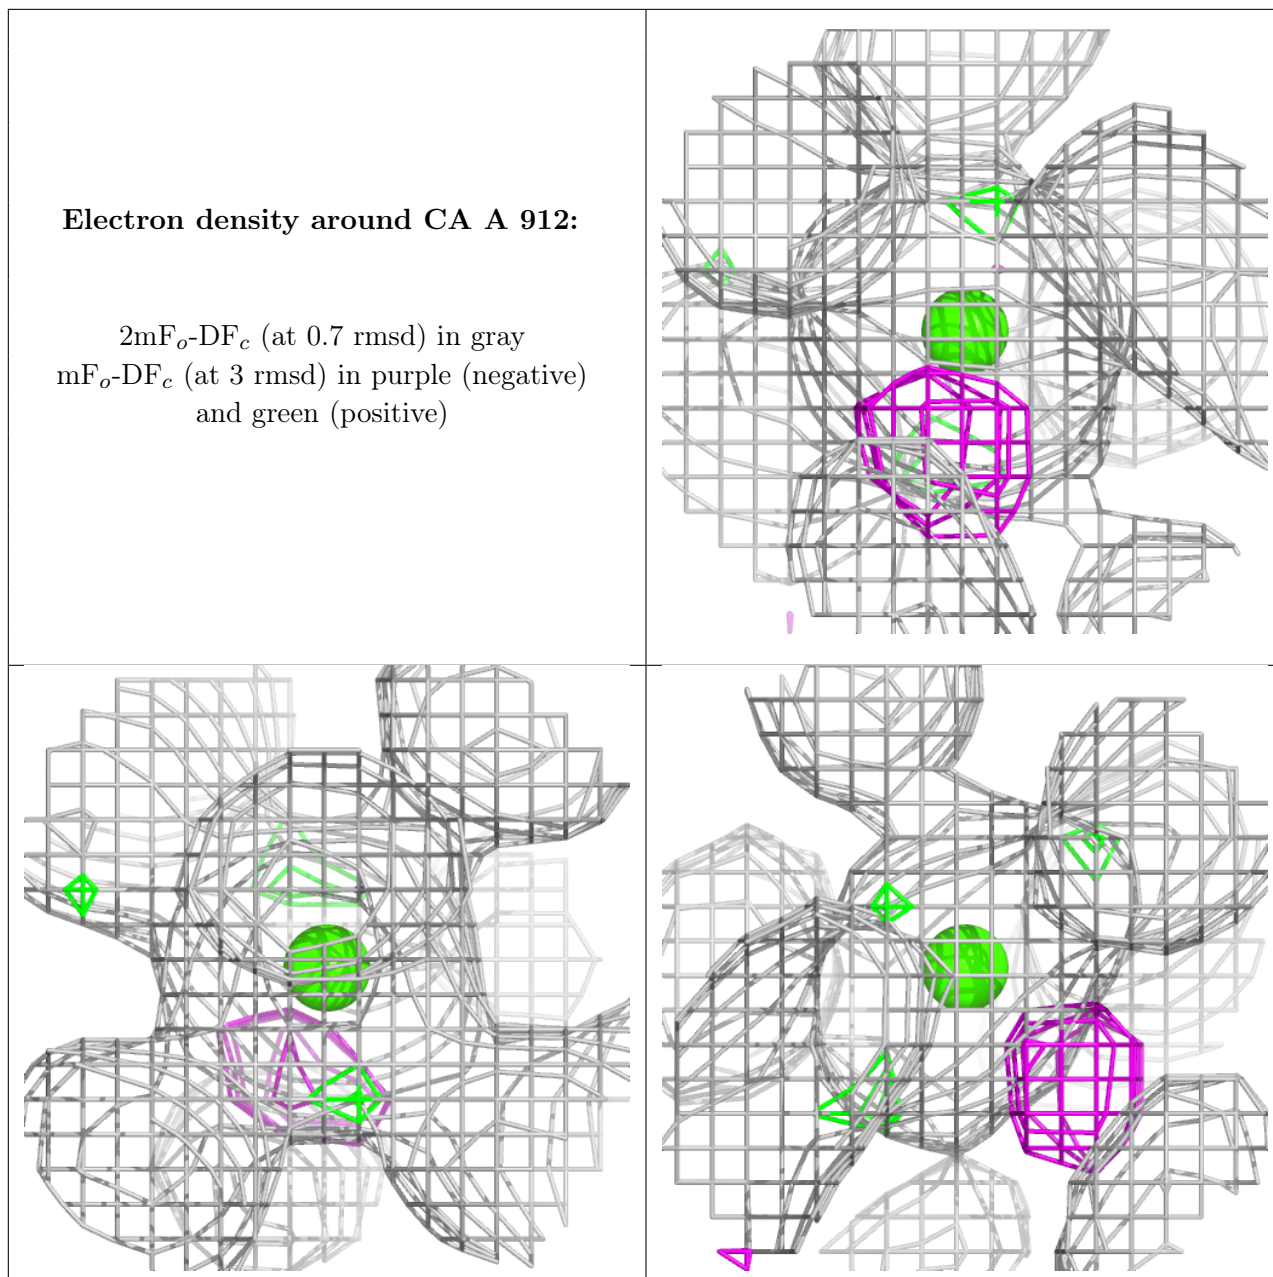 Electron density around CA A 912:
2mFo-DFc (at 0.7 rmsd) in gray
mFo-DFc (at 3 rmsd) in purple (negative)
and green (positive)